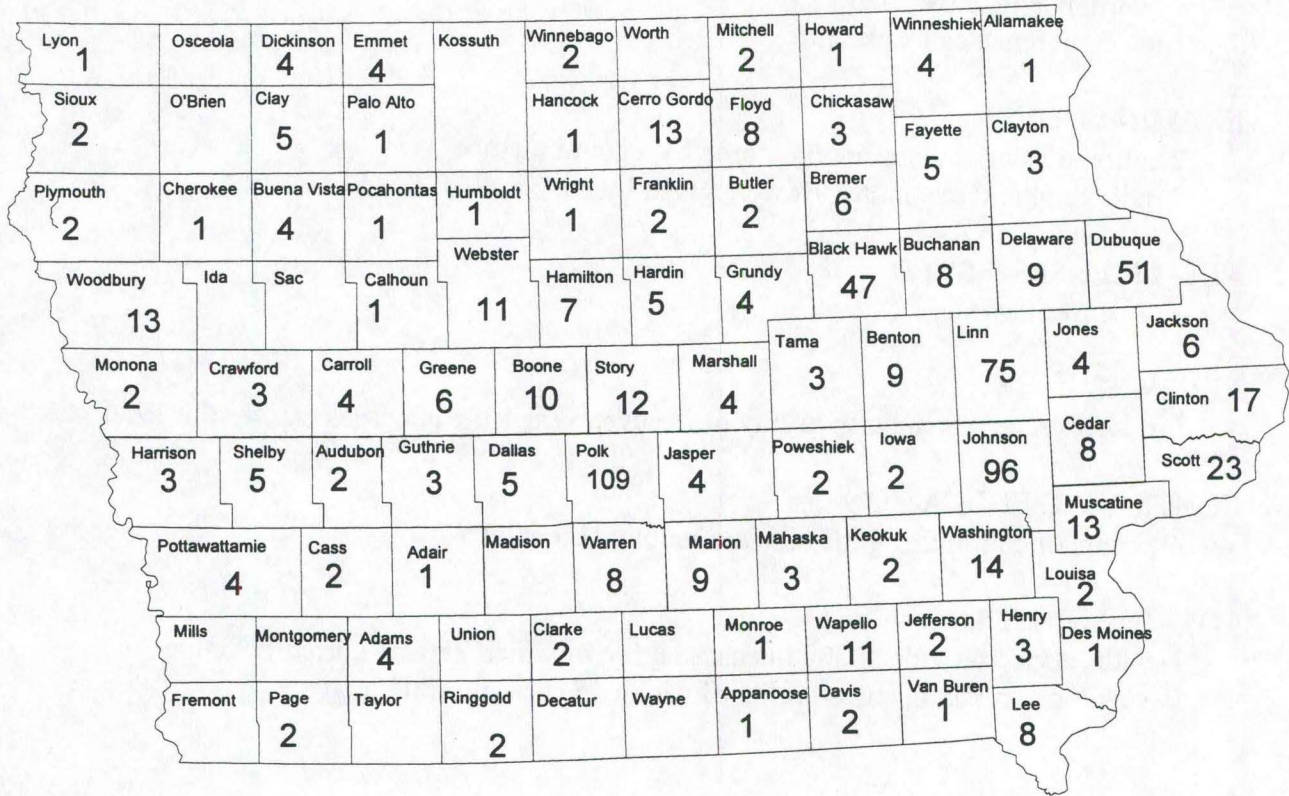 Lyon Osceola Dickinson Emmet Kossuth Winnebago Worth Mitchell Howard Winneshiek Allamakee
1 4 4 2 2 1 4 1
Sioux O'Brien Clay Palo Alto Hancock Cerro Gordo Floyd Chickasaw Fayette Clayton
2 5 1 1 13 8 3 5 3
Plymouth Cherokee Buena Vista Pocahontas Humboldt Wright Franklin Butler Bremer
2 1 4 1 1 1 2 2 6
Woodbury Ida Sac Calhoun Webster Hamilton Hardin Grundy Black Hawk Buchanan Delaware Dubuque
13 1 11 7 5 4 47 8 9 51
Monona Crawford Carroll Greene Boone Story Marshall Tama Benton Linn Jones Jackson
2 3 4 6 10 12 4 3 9 75 4 6
Clinton 17
Harrison Shelby Audubon Guthrie Dallas Polk Jasper Poweshiek Iowa Johnson Cedar Scott 23
3 5 2 3 5 109 4 2 2 96 8
Muscatine
13
Pottawattamie Cass Adair Madison Warren Marion Mahaska Keokuk Washington Louisa
4 2 1 8 9 3 2 14 2
Mills Montgomery Adams Union Clarke Lucas Monroe Wapello Jefferson Henry Des Moines
4 2 1 11 2 3 1
Fremont Page Taylor Ringgold Decatur Wayne Appanoose Davis Van Buren Lee
2 2 1 2 1 8